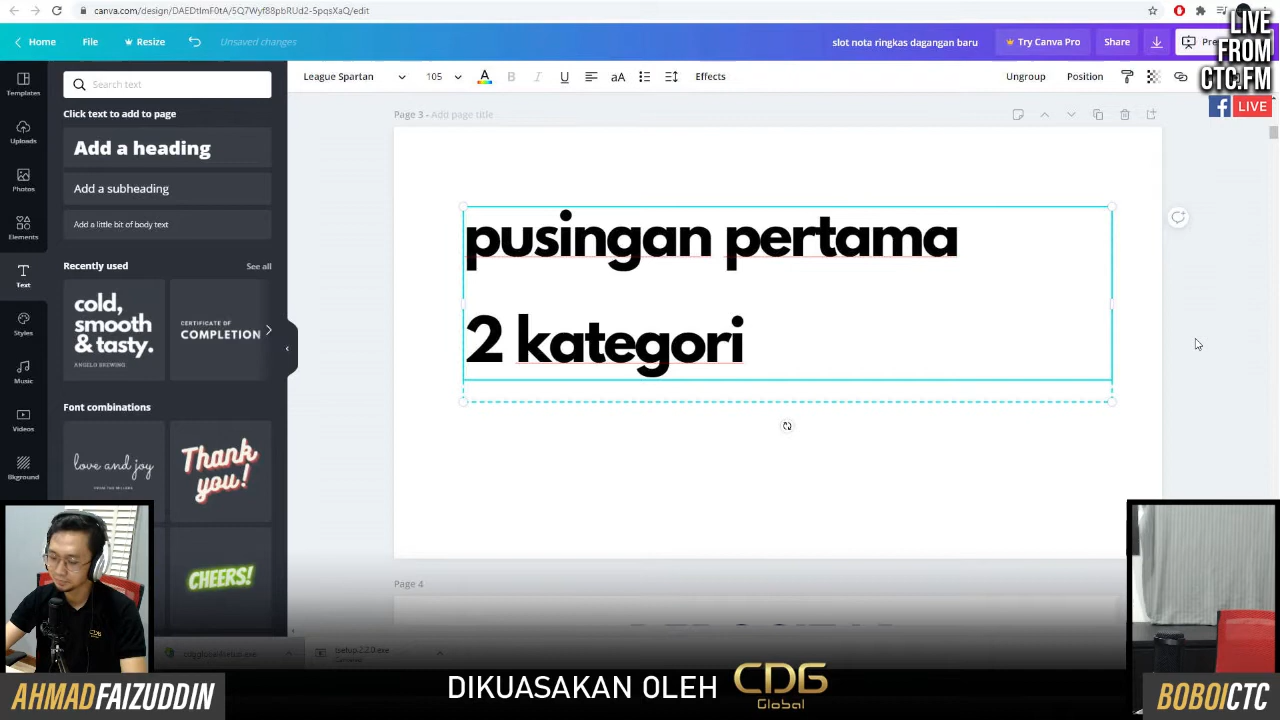 canva.com/design/DAEDtImF0tA/5Q7Wyf88pbRUd2-5pqsXaQ/edit
Home File Resize Unsaved changes slot nota ringkas dagangan baru Try Canva Pro Share
LIVE
FROM
CTC.FM
LIVE
League Spartan 105 A B I U aA Effects Ungroup Position
Templates
Uploads
Photos
Elements
Text
Styles
Music
Videos
Bkground
Search text
Click text to add to page
Add a heading
Add a subheading
Add a little bit of body text
Recently used See all
cold,
smooth
& tasty.
ANGELO BREWING
CERTIFICATE OF
COMPLETION
Font combinations
love and joy
Thank
you!
CHEERS!
Page 3 - Add page title
pusingan pertama
2 kategori
Page 4
DIKUASAKAN OLEH CDG
Global
AHMADFAIZUDDIN
BOBOICTC